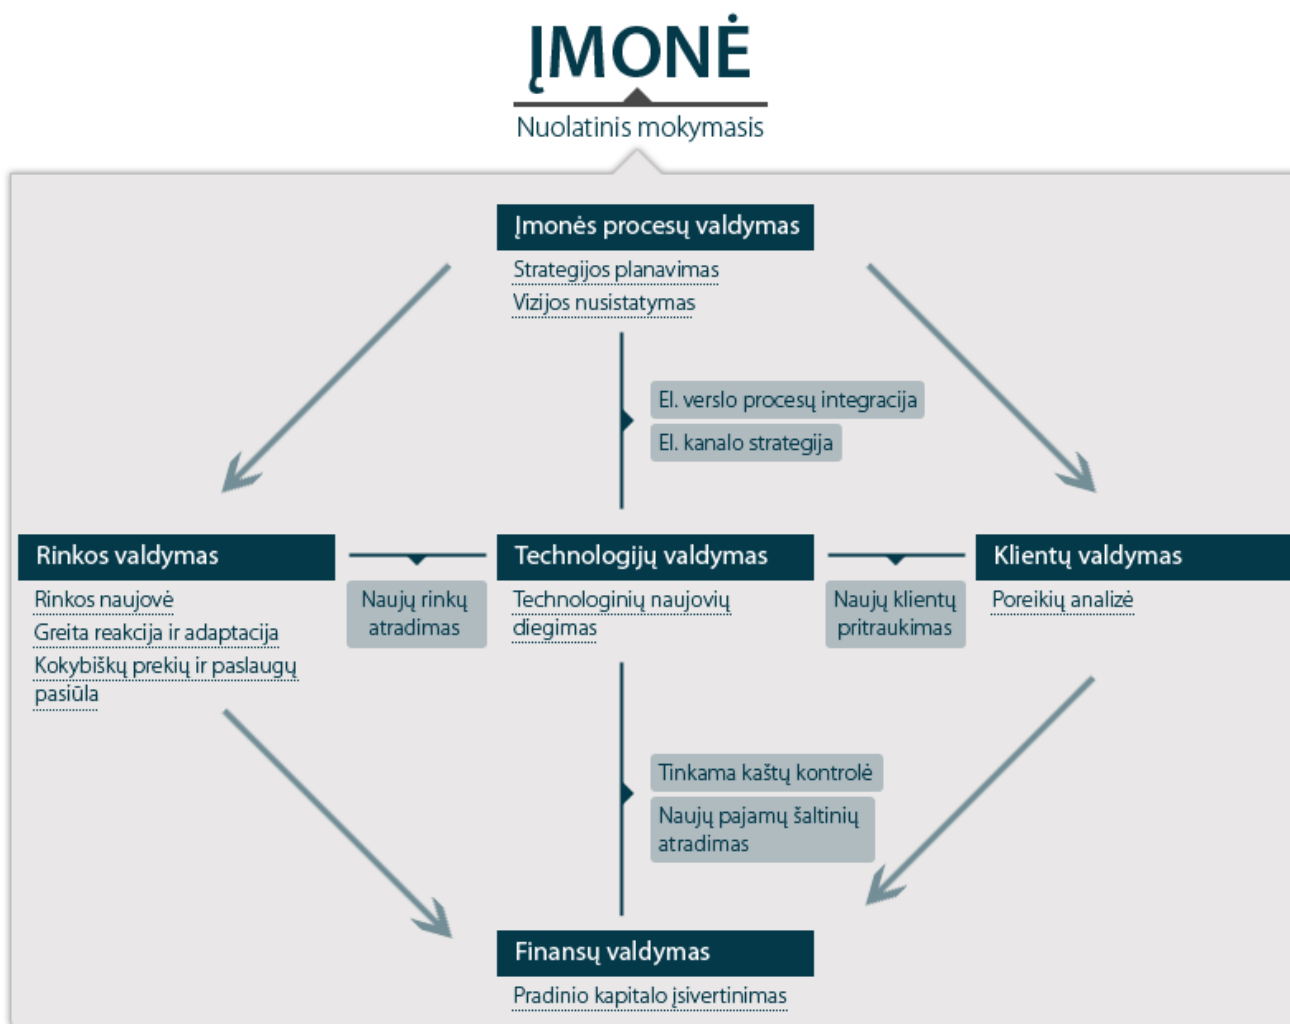 ĮMONĖ
Nuolatinis mokymasis
Įmonės procesų valdymas
Strategijos planavimas
Vizijos nusistatymas
El. verslo procesų integracija
El. kanalo strategija
Rinkos valdymas
Rinkos naujovė
Greita reakcija ir adaptacija
Kokybiškų prekių ir paslaugų
pasiūla
Naujų rinkų
atradimas
Technologijų valdymas
Technologinių naujovių
diegimas
Naujų klientų
pritraukimas
Klientų valdymas
Poreikių analizė
Tinkama kaštų kontrolė
Naujų pajamų šaltinių
atradimas
Finansų valdymas
Pradinio kapitalo įsivertinimas